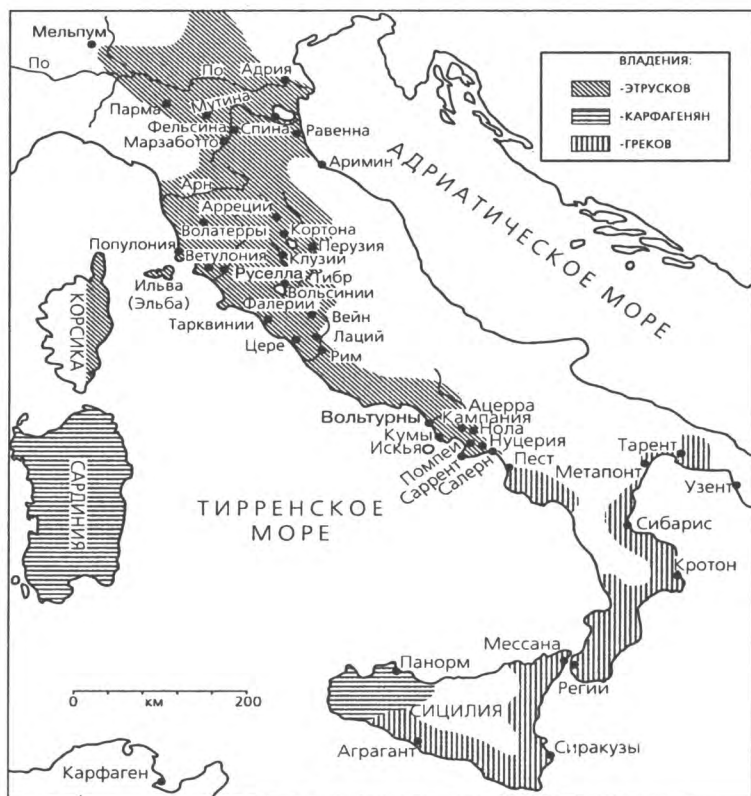 Мельпум
ВЛАДЕНИЯ:
-ЭТРУСКОВ
-КАРФАГЕНЯН
-ГРЕКОВ
По
По
Адрия
Парма
Мутина
Фельсина
Спина
Равенна
Марзаботто
Аримин
АДРИАТИЧЕСКОЕ МОРЕ
Арн
Арреции
Волатерры
Кортона
Популония
Перузия
Ветулония
Клузии
Руселла
Тибр
Ильва
(Эльба)
Вольсинии
Фалерии
КОРСИКА
Тарквинии
Вейн
Цере
Лаций
Рим
Ацерра
Вольтурны
Кампания
Кумы
Нола
Искья
Нуцерия
Помпеи
Саррент
Салерн
Пест
Тарент
Метапонт
Узент
САРДИНИЯ
ТИРРЕНСКОЕ
МОРЕ
Сибарис
Кротон
Мессана
Панорм
Регии
0 200
км
СИЦИЛИЯ
Аграгант
Сиракузы
Карфаген